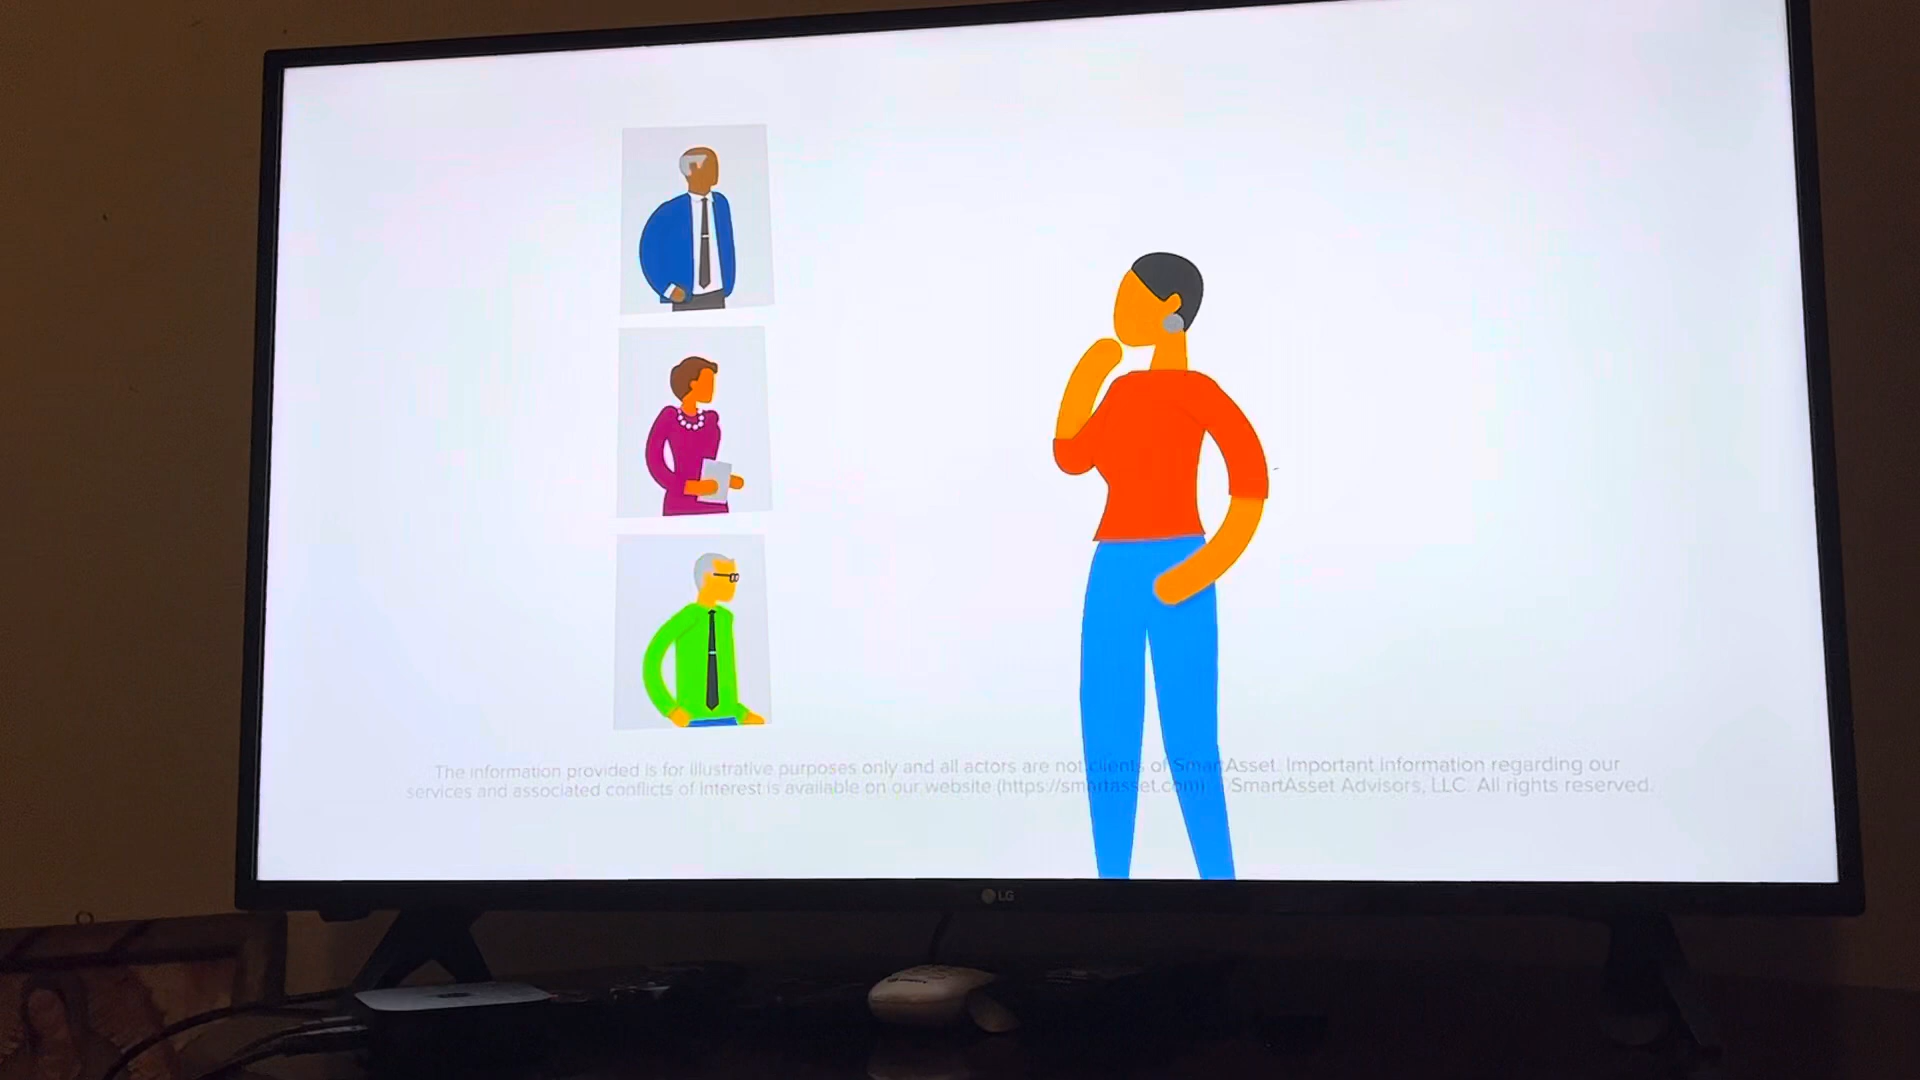 The information provided is for illustrative purposes only and all actors are not clients of SmartAsset. Important information regarding our
services and associated conflicts of interest is available on our website (https://smartasset.com) SmartAsset Advisors, LLC. All rights reserved.
LG